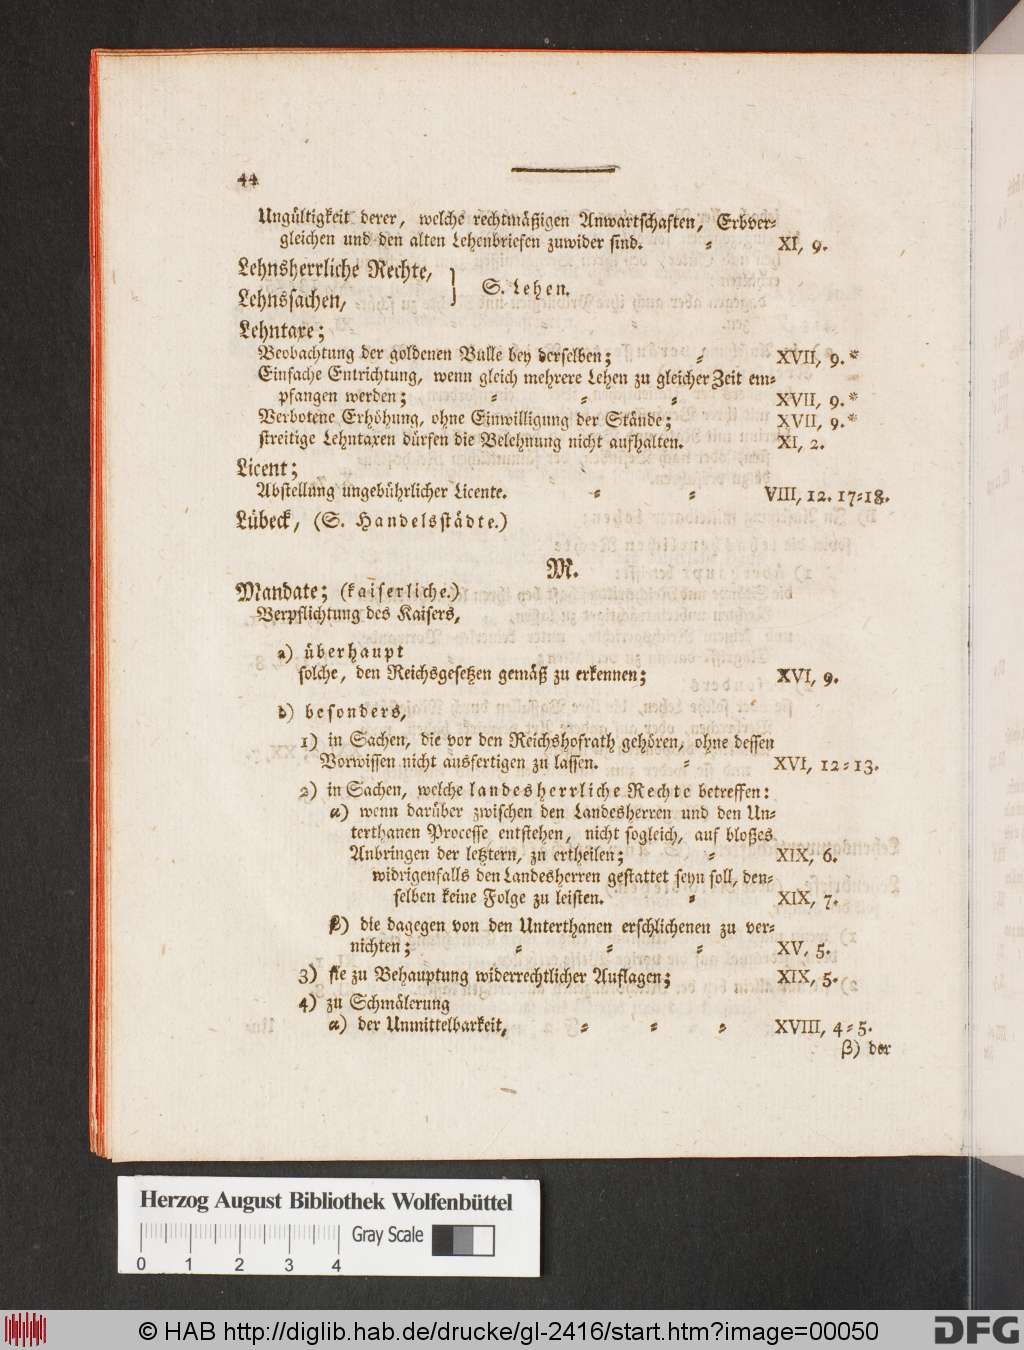 44
Ungültigkeit derer, welche rechtmäßigen Anwartschaften, Erbver-
gleichen und den alten Lehenbriefen zuwider sind. - XI, 9.
Lehnsherrliche Rechte,
Lehnssachen, } S. Lehen.
Lehntaxe;
Beobachtung der goldenen Bulle bey derselben; - XVII, 9.*
Einfache Entrichtung, wenn gleich mehrere Lehen zu gleicher Zeit em-
pfangen werden; - - - XVII, 9.*
Verbotene Erhöhung, ohne Einwilligung der Stände; XVII, 9.*
streitige Lehntaxen dürfen die Belehnung nicht aufhalten. XI, 2.
Licent;
Abstellung ungebührlicher Licente. - - VIII, 12. 17-18.
Lübeck, (S. Handelsstädte.)
M.
Mandate; (kaiserliche.)
Verpflichtung des Kaisers,
a) überhaupt
solche, den Reichsgesetzen gemäß zu erkennen; XVI, 9.
b) besonders,
1) in Sachen, die vor den Reichshofrath gehören, ohne dessen
Vorwissen nicht ausfertigen zu lassen. - XVI, 12-13.
2) in Sachen, welche landesherrliche Rechte betreffen:
α) wenn darüber zwischen den Landesherren und den Un-
terthanen Processe entstehen, nicht sogleich, auf bloßes
Anbringen der letztern, zu ertheilen; - XIX, 6.
widrigenfalls den Landesherren gestattet seyn soll, den-
selben keine Folge zu leisten. - XIX, 7.
β) die dagegen von den Unterthanen erschlichenen zu ver-
nichten; - - - XV, 5.
3) sie zu Behauptung widerrechtlicher Auflagen; XIX, 5.
4) zu Schmälerung
α) der Unmittelbarkeit, - - - XVIII, 4-5.
β) der
Herzog August Bibliothek Wolfenbüttel
Gray Scale
0 1 2 3 4
© HAB http://diglib.hab.de/drucke/gl-2416/start.htm?image=00050
DFG